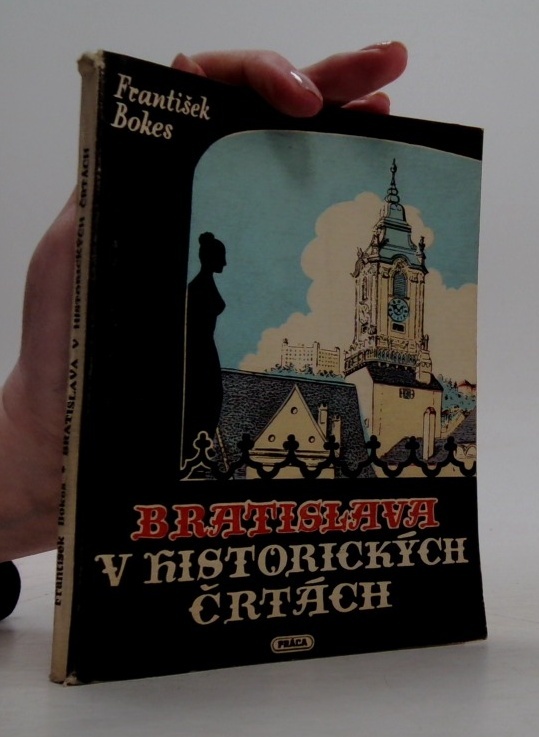 František
Bokes
BRATISLAVA
V HISTORICKÝCH
ČRTÁCH
PRÁCA
František Bokes • BRATISLAVA V HISTORICKÝCH ČRTÁCH